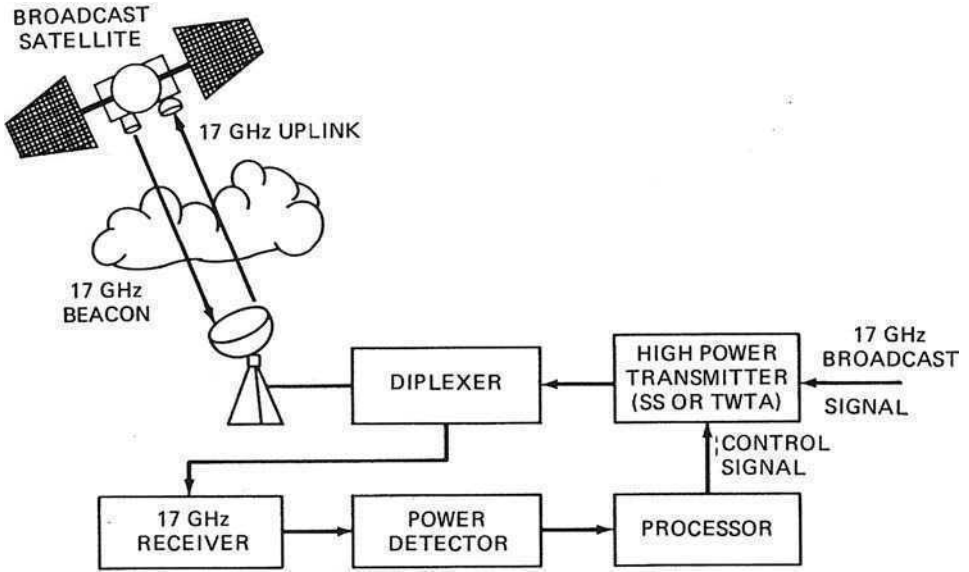 BROADCAST
SATELLITE
17 GHz UPLINK
17 GHz
BEACON
DIPLEXER
HIGH POWER
TRANSMITTER
(SS OR TWTA)
17 GHz
BROADCAST
SIGNAL
CONTROL
SIGNAL
17 GHz
RECEIVER
POWER
DETECTOR
PROCESSOR